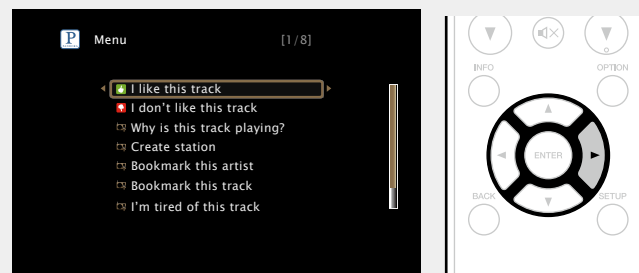 P
Menu
[1/8]
I like this track
I don't like this track
Why is this track playing?
Create station
Bookmark this artist
Bookmark this track
I'm tired of this track
INFO
OPTION
ENTER
BACK
SETUP